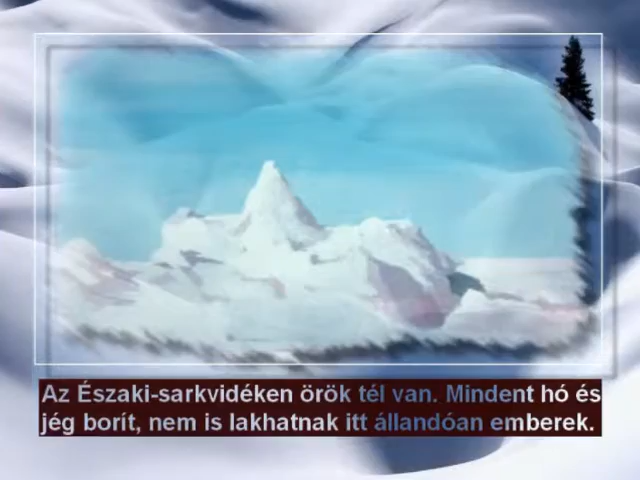 Az Északi-sarkvidéken örök tél van. Mindent hó és
jég borít, nem is lakhatnak itt állandóan emberek.